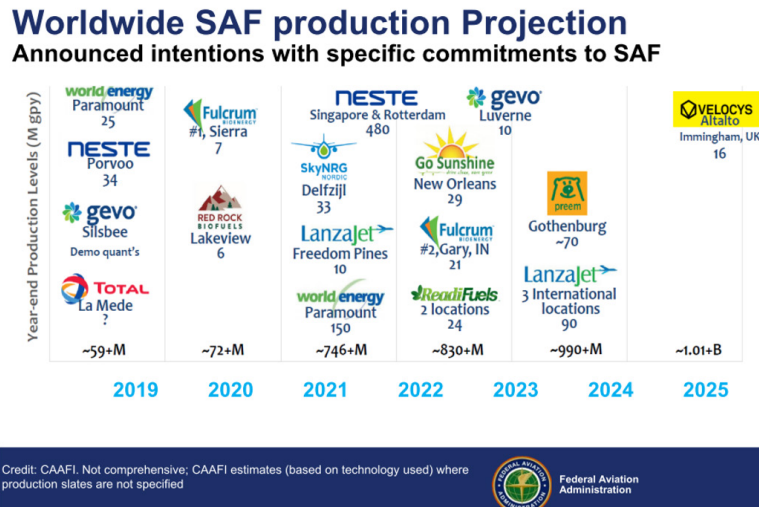 Worldwide SAF production Projection
Announced intentions with specific commitments to SAF
Year-end Production Levels (M gpy)
world energy
Paramount
25
NESTE
Porvoo
34
gevo
Silsbee
Demo quant's
TOTAL
La Mede
?
~59+M
Fulcrum
BIOENERGY
#1, Sierra
7
RED ROCK
BIOFUELS
Lakeview
6
~72+M
NESTE
Singapore & Rotterdam
480
SkyNRG
NORDIC
Delfzijl
33
LanzaJet
Freedom Pines
10
world energy
Paramount
150
~746+M
gevo
Luverne
10
Go Sunshine
New Orleans
29
Fulcrum
BIOENERGY
#2,Gary, IN
21
ReadiFuels
2 locations
24
~830+M
preem
Gothenburg
~70
LanzaJet
3 International
locations
90
~990+M
VELOCYS
Altalto
Immingham, UK
16
~1.01+B
2019 2020 2021 2022 2023 2024 2025
Credit: CAAFI. Not comprehensive; CAAFI estimates (based on technology used) where
production slates are not specified
FEDERAL AVIATION
ADMINISTRATION
Federal Aviation
Administration